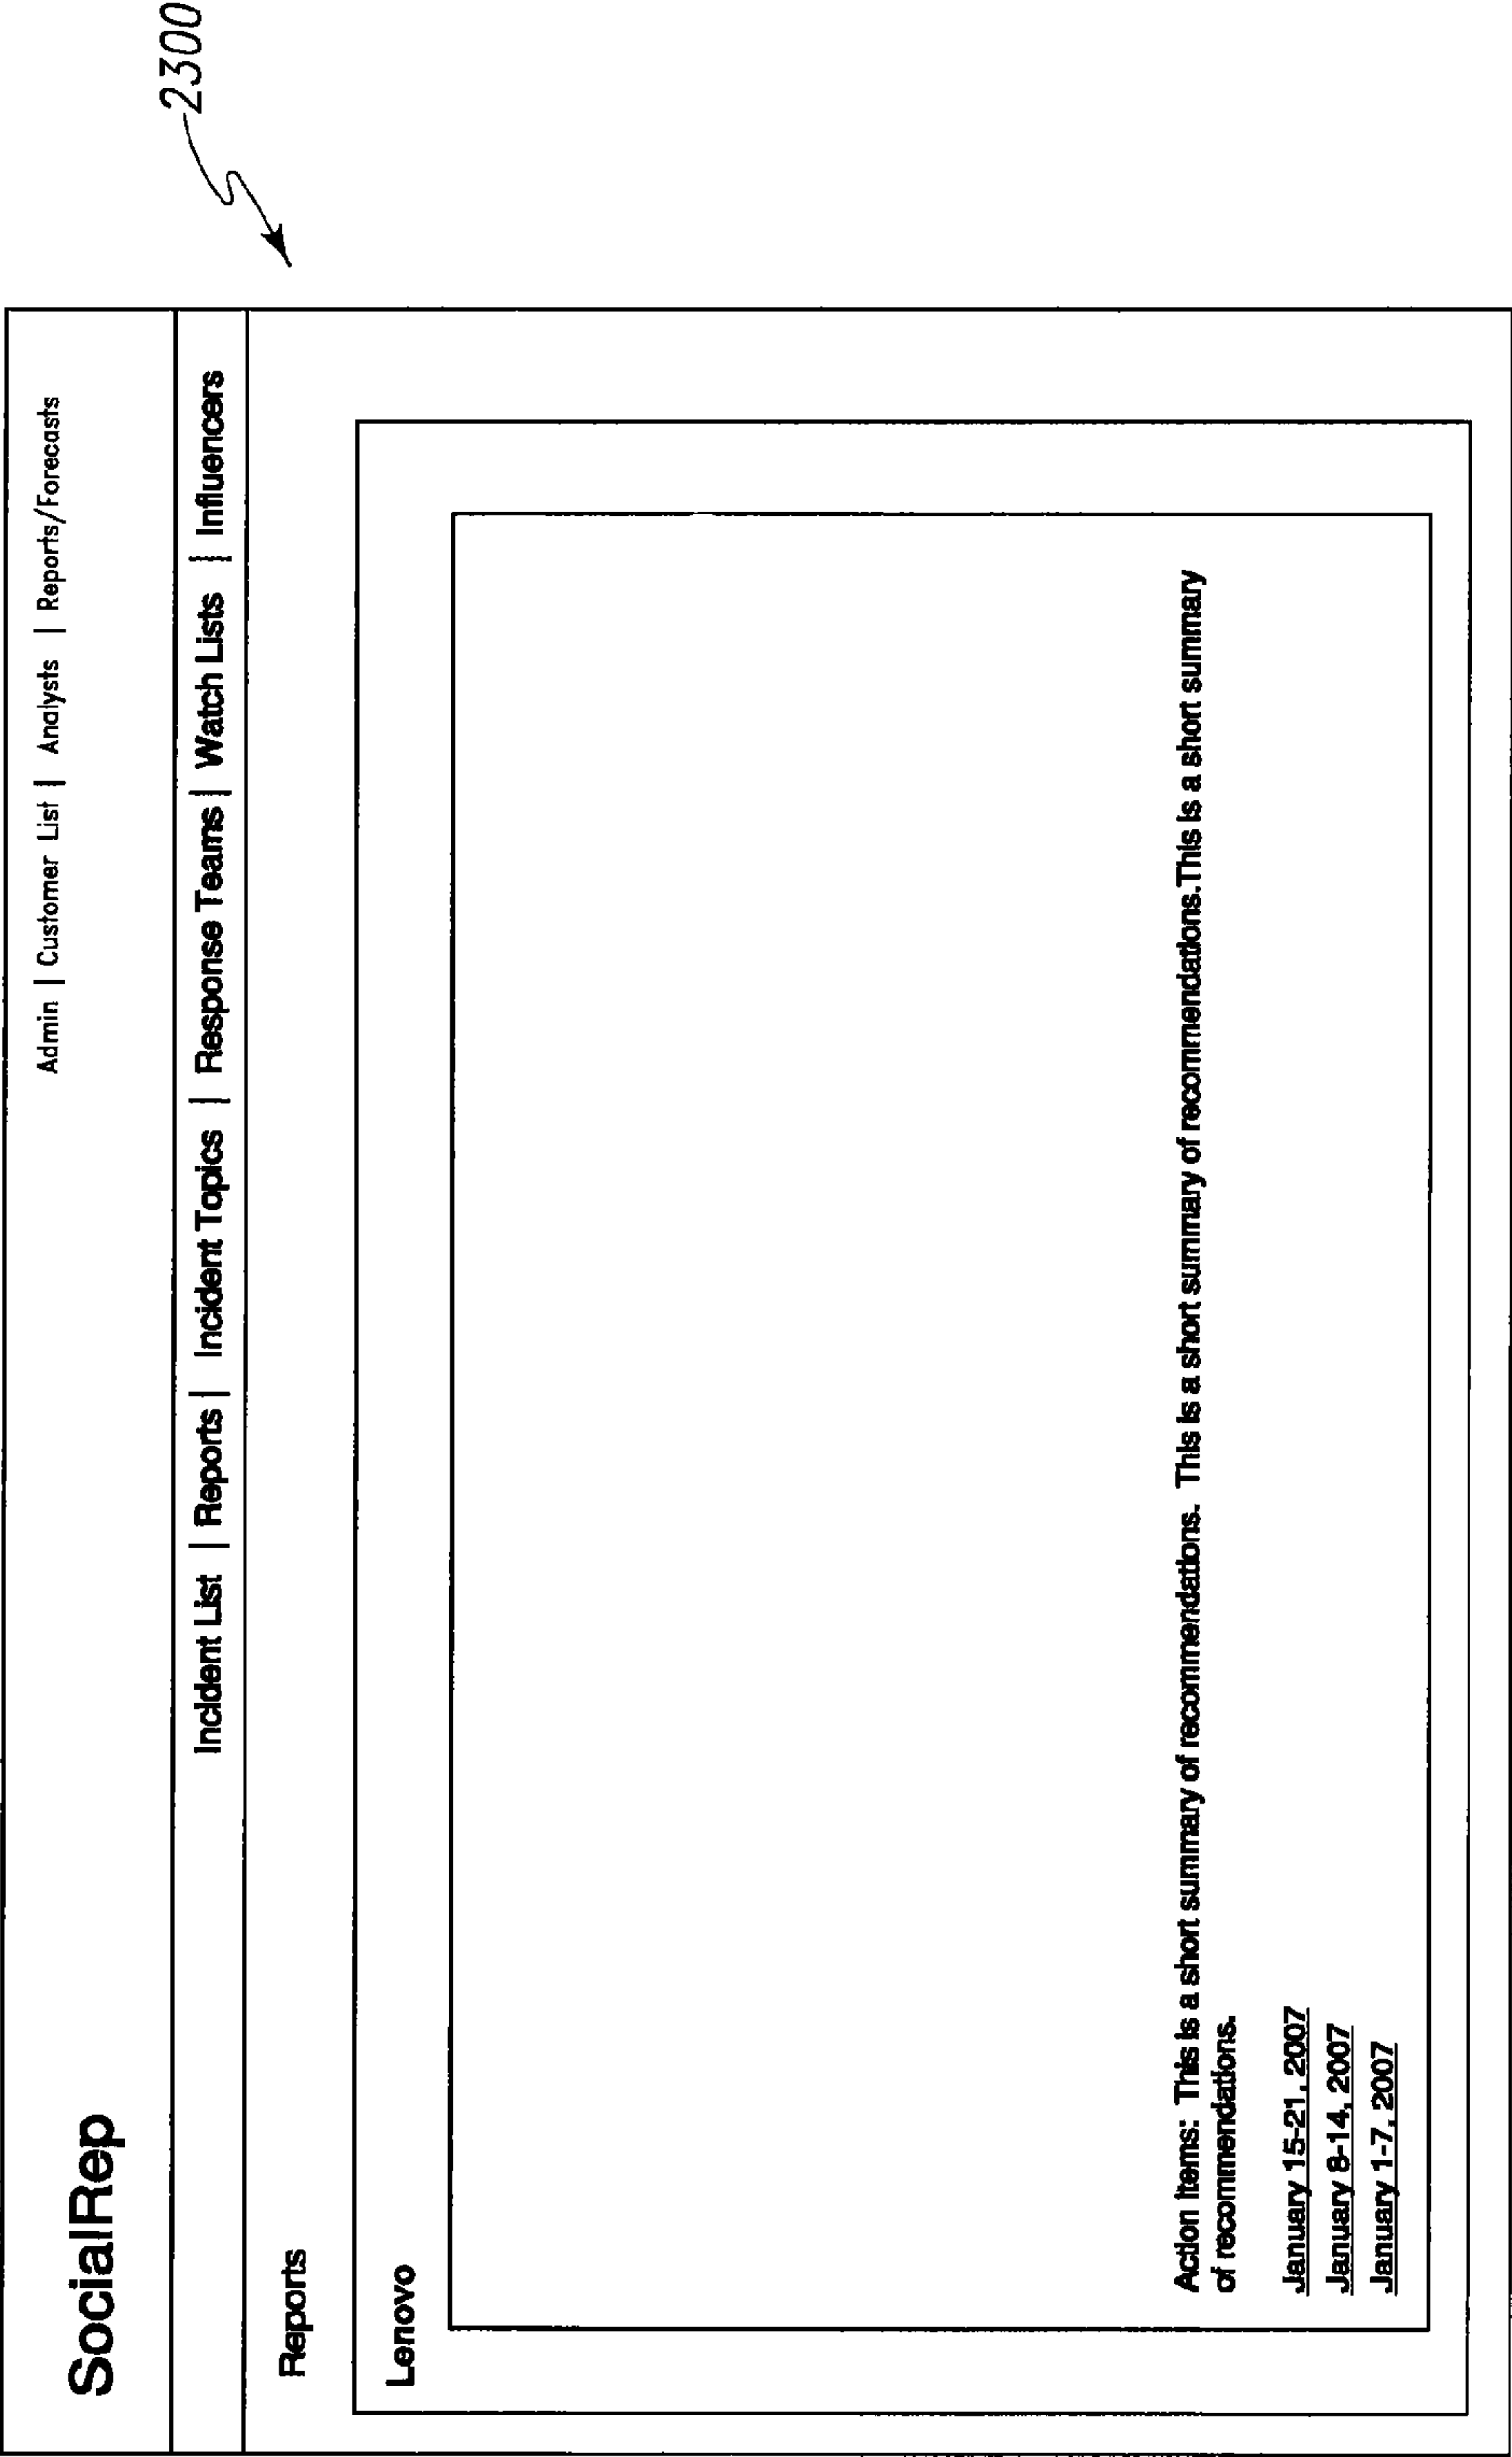 2300
SocialRep
Admin | Customer List | Analysts | Reports/Forecasts
Incident List | Reports | Incident Topics | Response Teams | Watch Lists | Influencers
Reports
Lenovo
Action items: This is a short summary of recommendations. This is a short summary of recommendations.This is a short summary
of recommendations.
January 15-21, 2007
January 8-14, 2007
January 1-7, 2007